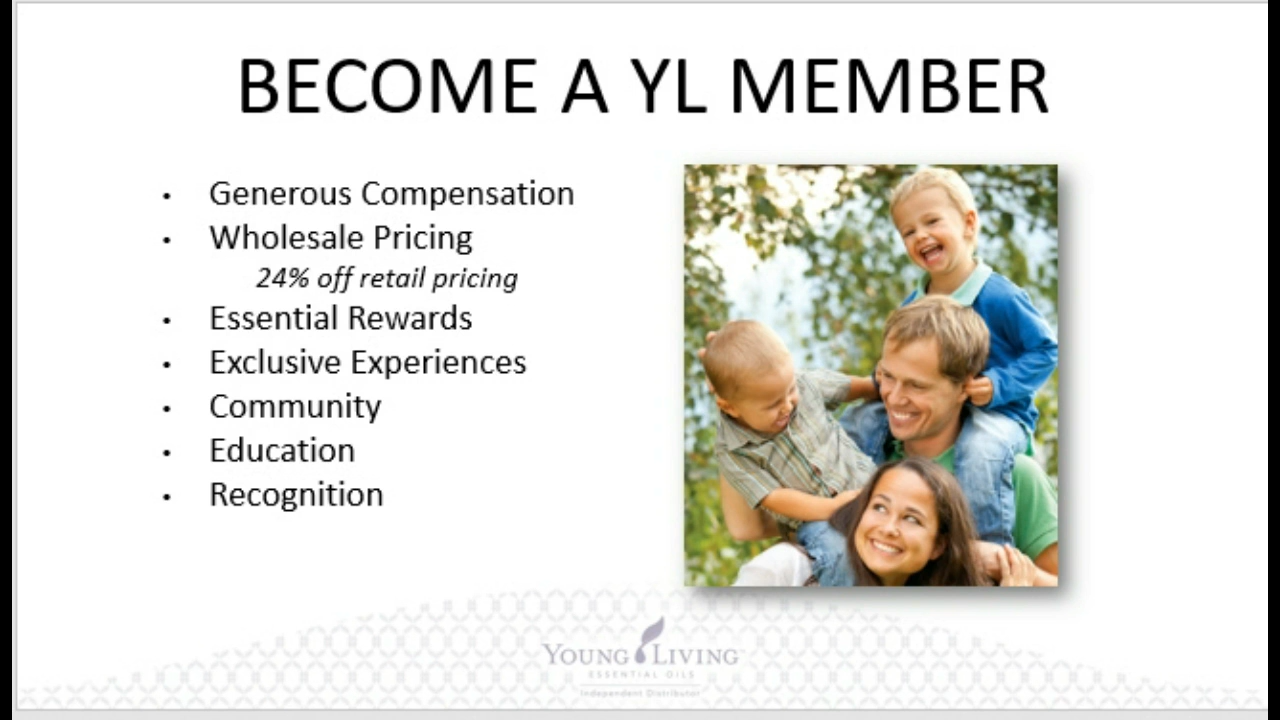 BECOME A YL MEMBER
• Generous Compensation
• Wholesale Pricing
24% off retail pricing
• Essential Rewards
• Exclusive Experiences
• Community
• Education
• Recognition
YOUNG LIVING
ESSENTIAL OILS
Independent Distributor